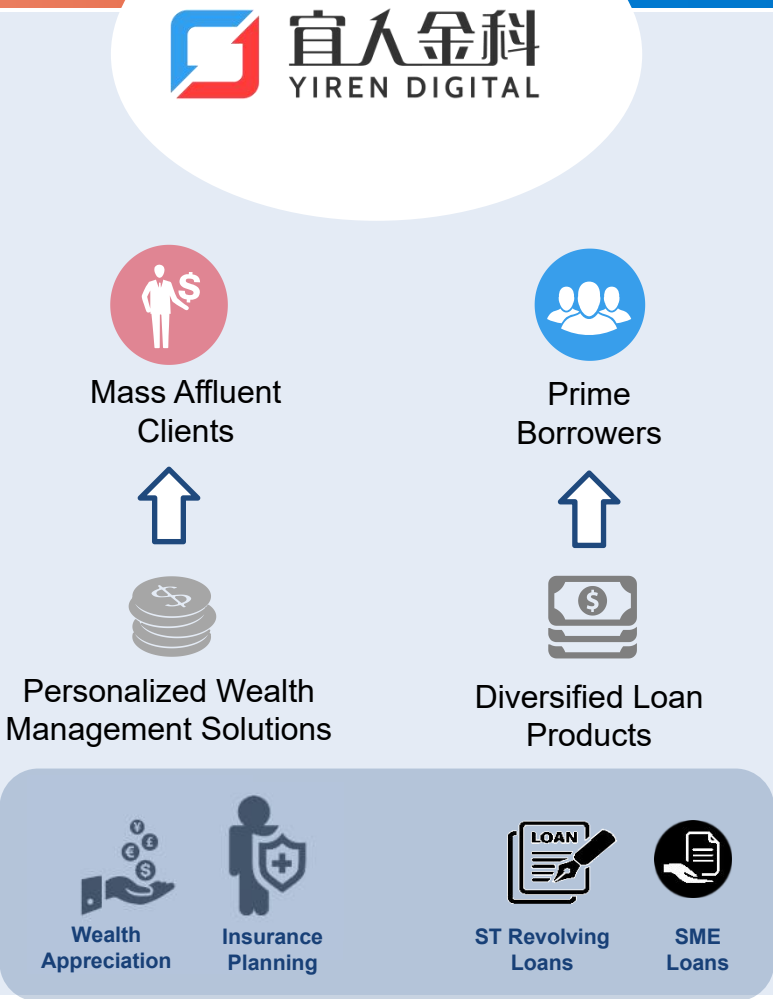 宜人金科
YIREN DIGITAL
Mass Affluent
Clients
Prime
Borrowers
$
$
$
Personalized Wealth
Management Solutions
Diversified Loan
Products
¥
£
€
$
LOAN
Wealth
Appreciation
Insurance
Planning
ST Revolving
Loans
SME
Loans